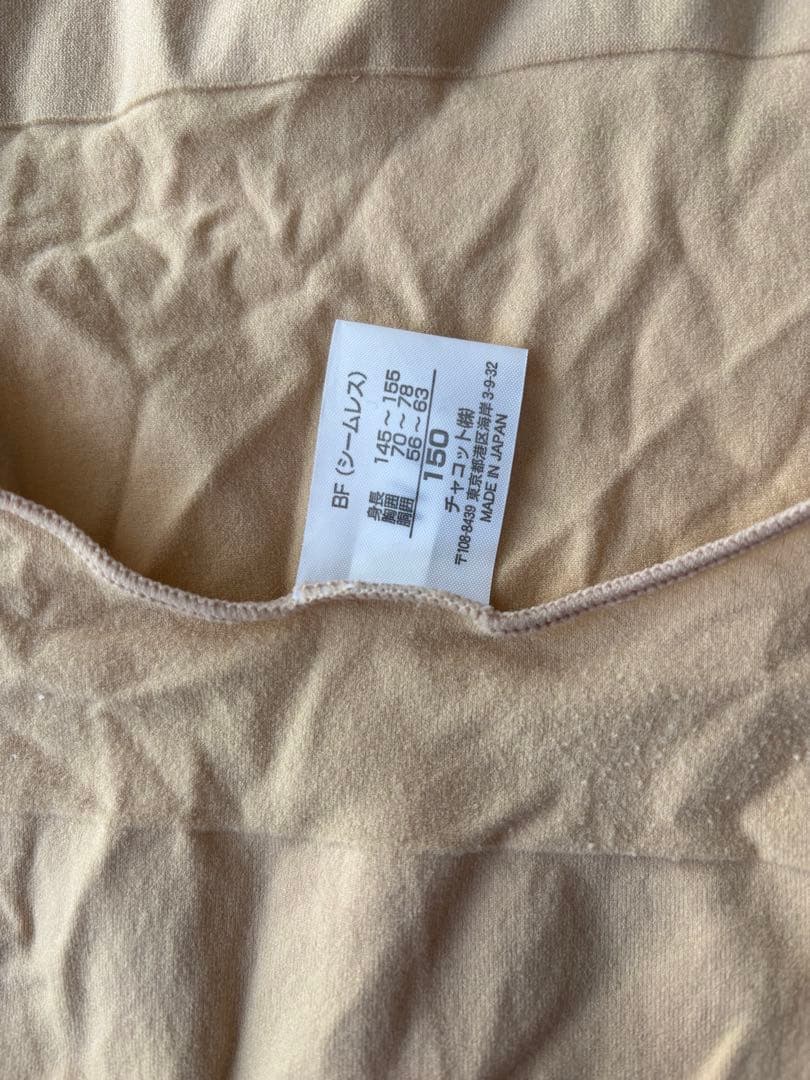 BF (シームレス)
身長 145～155
胸囲 70～78
胴囲 56～63
150
チャコット㈱
〒108-8439 東京都港区海岸 3-9-32
MADE IN JAPAN